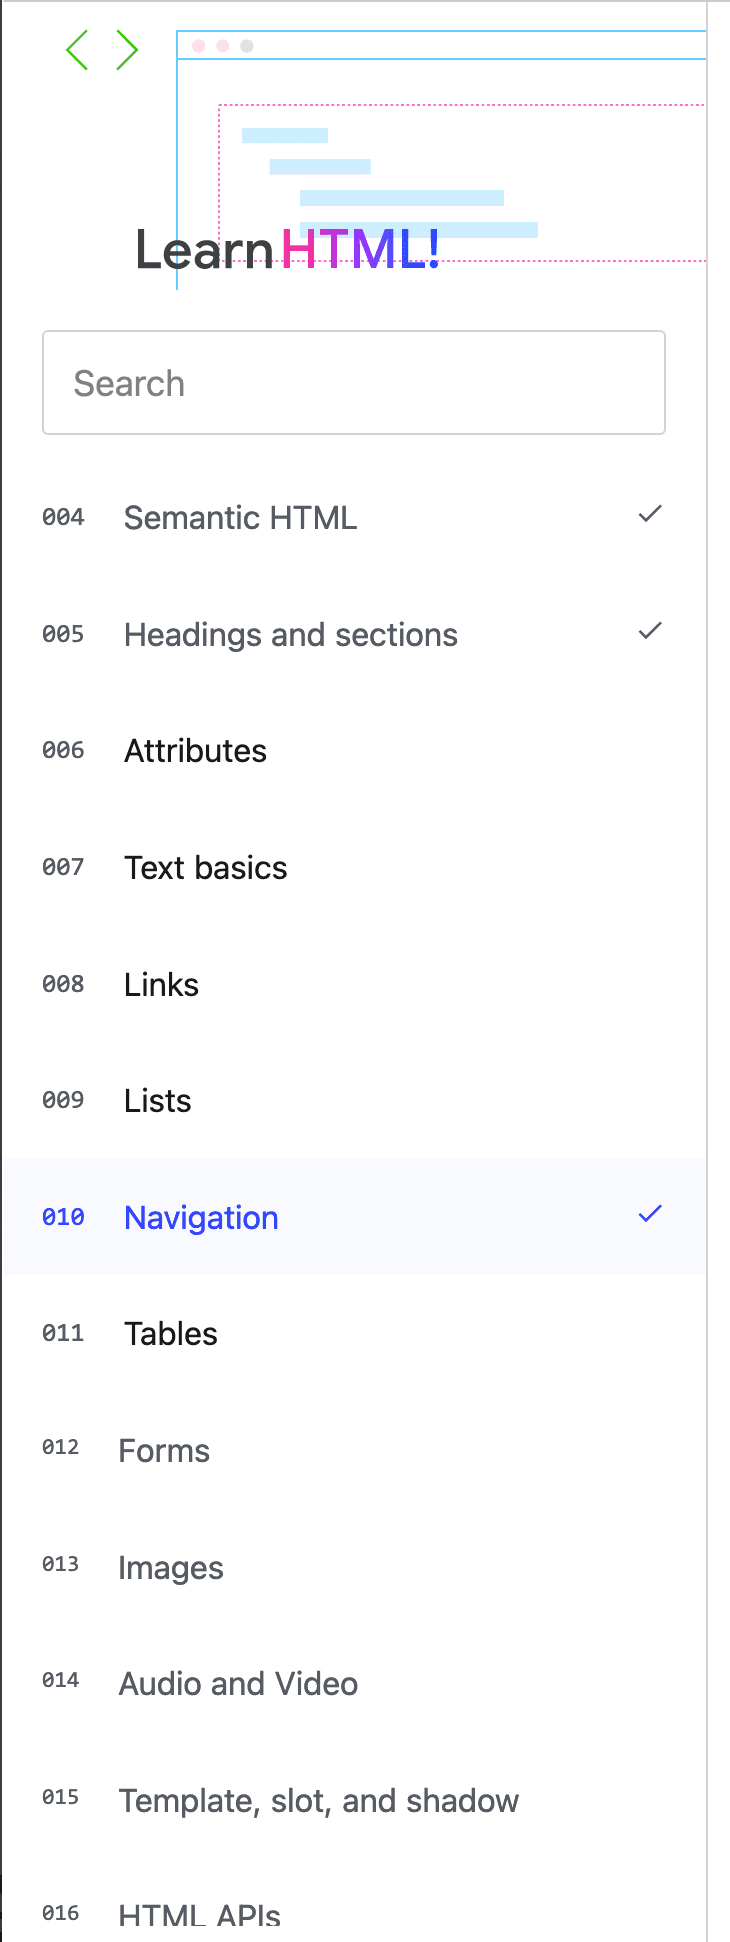 Learn HTML!
Search
004 Semantic HTML
005 Headings and sections
006 Attributes
007 Text basics
008 Links
009 Lists
010 Navigation
011 Tables
012 Forms
013 Images
014 Audio and Video
015 Template, slot, and shadow
016 HTML APIs